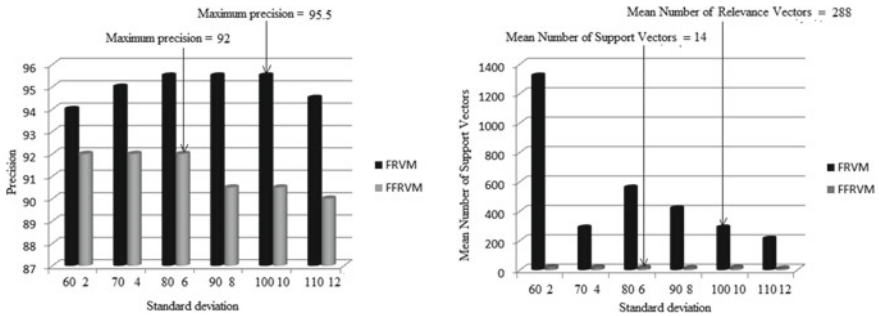 Maximum precision = 95.5
Maximum precision = 92
96
95
94
93
92
91
90
89
88
87
Precision
60 2 70 4 80 6 90 8 100 10 110 12
Standard deviation
FRVM
FFRVM
Mean Number of Relevance Vectors = 288
Mean Number of Support Vectors = 14
1400
1200
1000
800
600
400
200
0
Mean Number of Support Vectors
60 2 70 4 80 6 90 8 100 10 110 12
Standard deviation
FRVM
FFRVM